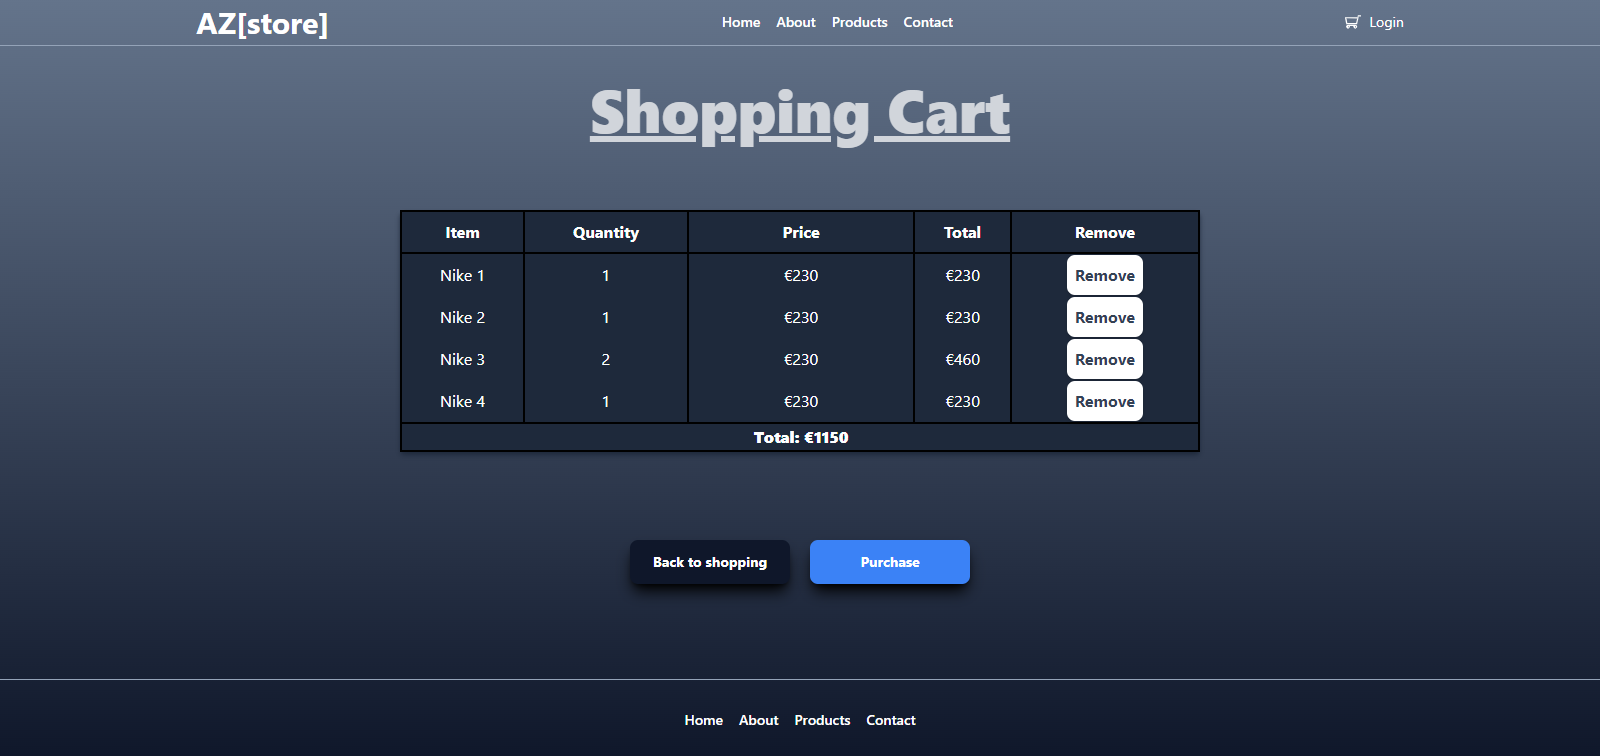 AZ[store] Home About Products Contact Login
Shopping Cart
Item Quantity Price Total Remove
Nike 1 1 €230 €230 Remove
Nike 2 1 €230 €230 Remove
Nike 3 2 €230 €460 Remove
Nike 4 1 €230 €230 Remove
Total: €1150
Back to shopping Purchase
Home About Products Contact